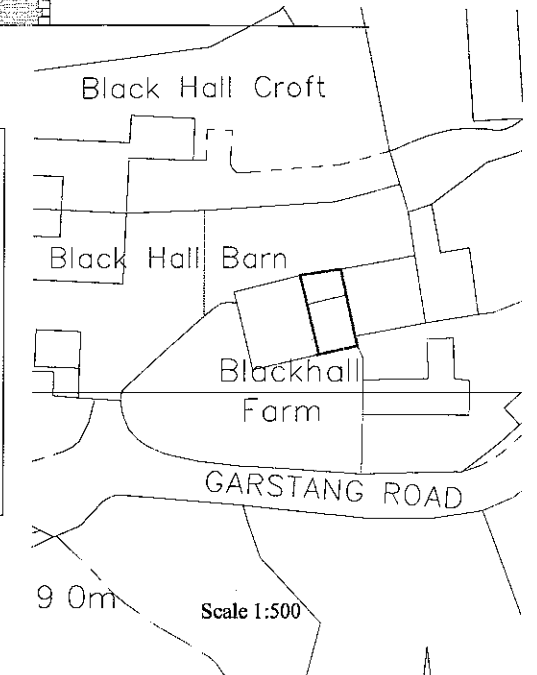 Black Hall Croft
Black Hall Barn
Blackhall
Farm
GARSTANG ROAD
9 0m
Scale 1:500